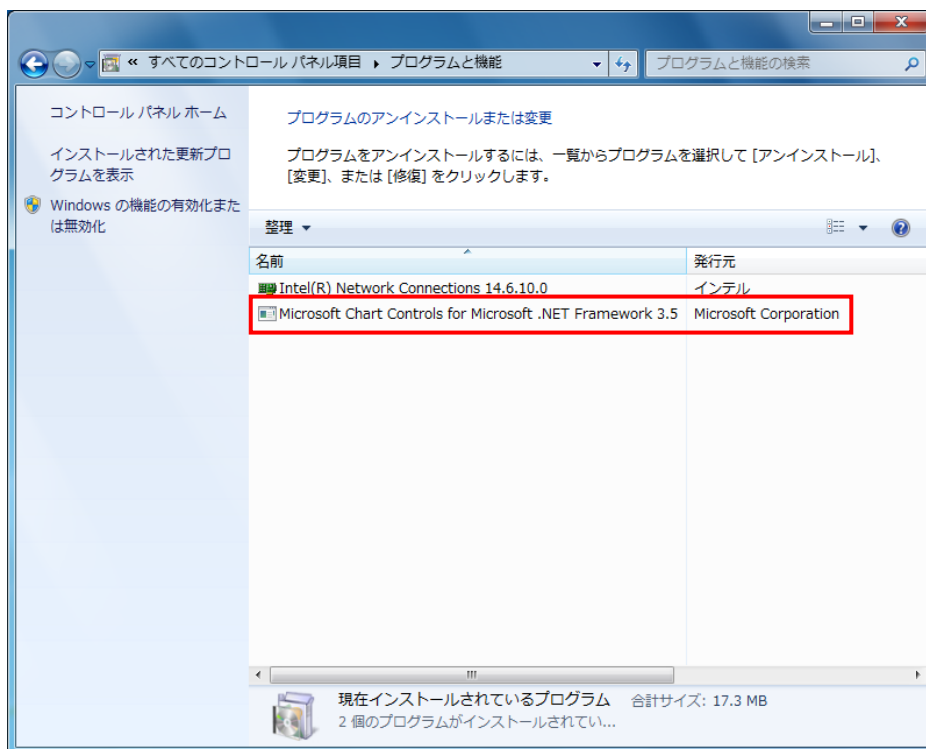 « すべてのコントロール パネル項目 ▸ プログラムと機能
プログラムと機能の検索
コントロール パネル ホーム
インストールされた更新プロ
グラムを表示
Windows の機能の有効化また
は無効化
プログラムのアンインストールまたは変更
プログラムをアンインストールするには、一覧からプログラムを選択して [アンインストール]、
[変更]、または [修復] をクリックします。
整理 ▼
名前 発行元
Intel(R) Network Connections 14.6.10.0 インテル
Microsoft Chart Controls for Microsoft .NET Framework 3.5 Microsoft Corporation
現在インストールされているプログラム 合計サイズ: 17.3 MB
2 個のプログラムがインストールされてい...